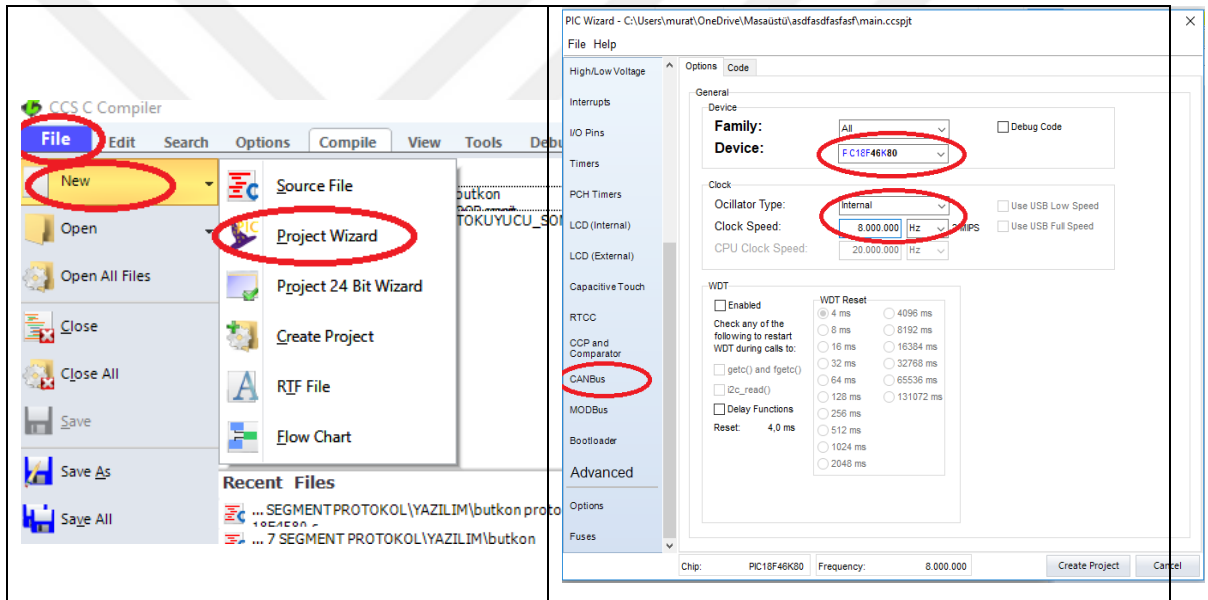 CCS C Compiler
File Edit Search Options Compile View Tools Debu
New
Open
Open All Files
Close
Close All
Save
Save As
Save All
Source File
Project Wizard
Project 24 Bit Wizard
Create Project
RTF File
Flow Chart
butkon
TOKUYUCU_SON
Recent Files
... SEGMENT PROTOKOL\YAZILIM\butkon proto
... 7 SEGMENT PROTOKOL\YAZILIM\butkon
PIC Wizard - C:\Users\murat\OneDrive\Masaüstü\asdfasdfasfasf\main.ccspjt
File Help
High/Low Voltage
Interrupts
I/O Pins
Timers
PCH Timers
LCD (Internal)
LCD (External)
Capacitive Touch
RTCC
CCP and
Comparator
CANBus
MODBus
Bootloader
Advanced
Options
Fuses
Options Code
General
Device
Family: All Debug Code
Device: PIC18F46K80
Clock
Ocillator Type: Internal Use USB Low Speed
Clock Speed: 8.000.000 Hz MIPS Use USB Full Speed
CPU Clock Speed: 20.000.000 Hz
WDT
Enabled
Check any of the
following to restart
WDT during calls to:
getc() and fgetc()
i2c_read()
Delay Functions
Reset: 4,0 ms
WDT Reset
4 ms 4096 ms
8 ms 8192 ms
16 ms 16384 ms
32 ms 32768 ms
64 ms 65536 ms
128 ms 131072 ms
256 ms
512 ms
1024 ms
2048 ms
Chip: PIC18F46K80 Frequency: 8.000.000 Create Project Cancel